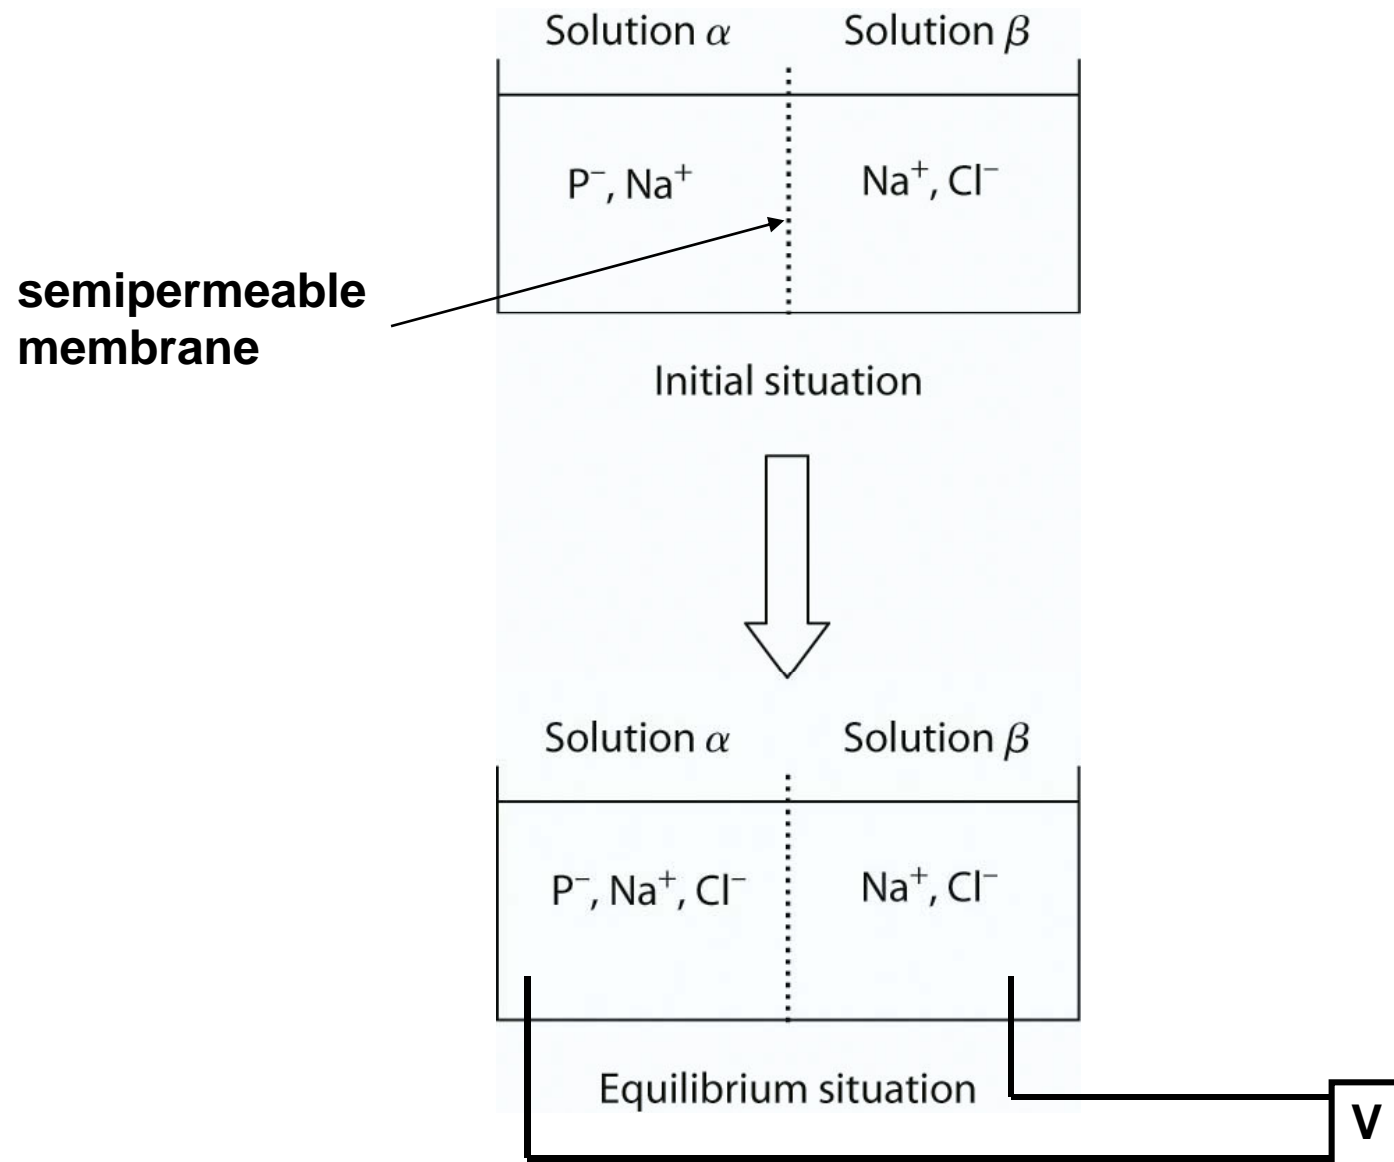 Solution α Solution β
P⁻, Na⁺ Na⁺, Cl⁻
semipermeable
membrane
Initial situation
Solution α Solution β
P⁻, Na⁺, Cl⁻ Na⁺, Cl⁻
Equilibrium situation
V